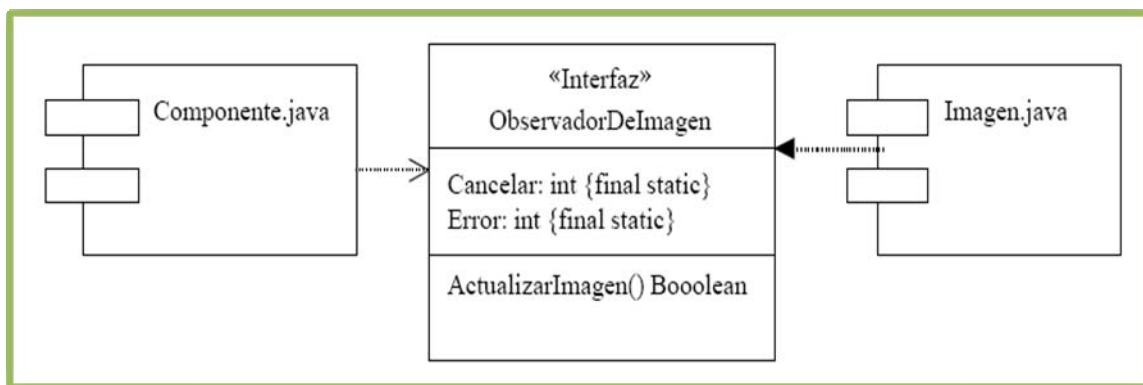 Componente.java
«Interfaz»
ObservadorDeImagen
Cancelar: int {final static}
Error: int {final static}
ActualizarImagen() Booolean
Imagen.java